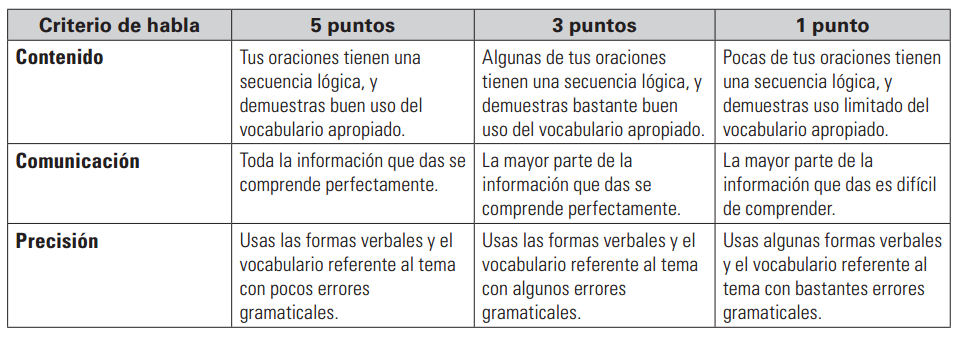 Criterio de habla 5 puntos 3 puntos 1 punto
Contenido
Tus oraciones tienen una
secuencia lógica, y
demuestras buen uso del
vocabulario apropiado.
Algunas de tus oraciones
tienen una secuencia lógica, y
demuestras bastante buen
uso del vocabulario apropiado.
Pocas de tus oraciones tienen
una secuencia lógica, y
demuestras uso limitado del
vocabulario apropiado.
Comunicación
Toda la información que das se
comprende perfectamente.
La mayor parte de la
información que das se
comprende perfectamente.
La mayor parte de la
información que das es difícil
de comprender.
Precisión
Usas las formas verbales y el
vocabulario referente al tema
con pocos errores
gramaticales.
Usas las formas verbales y el
vocabulario referente al tema
con algunos errores
gramaticales.
Usas algunas formas verbales
y el vocabulario referente al
tema con bastantes errores
gramaticales.